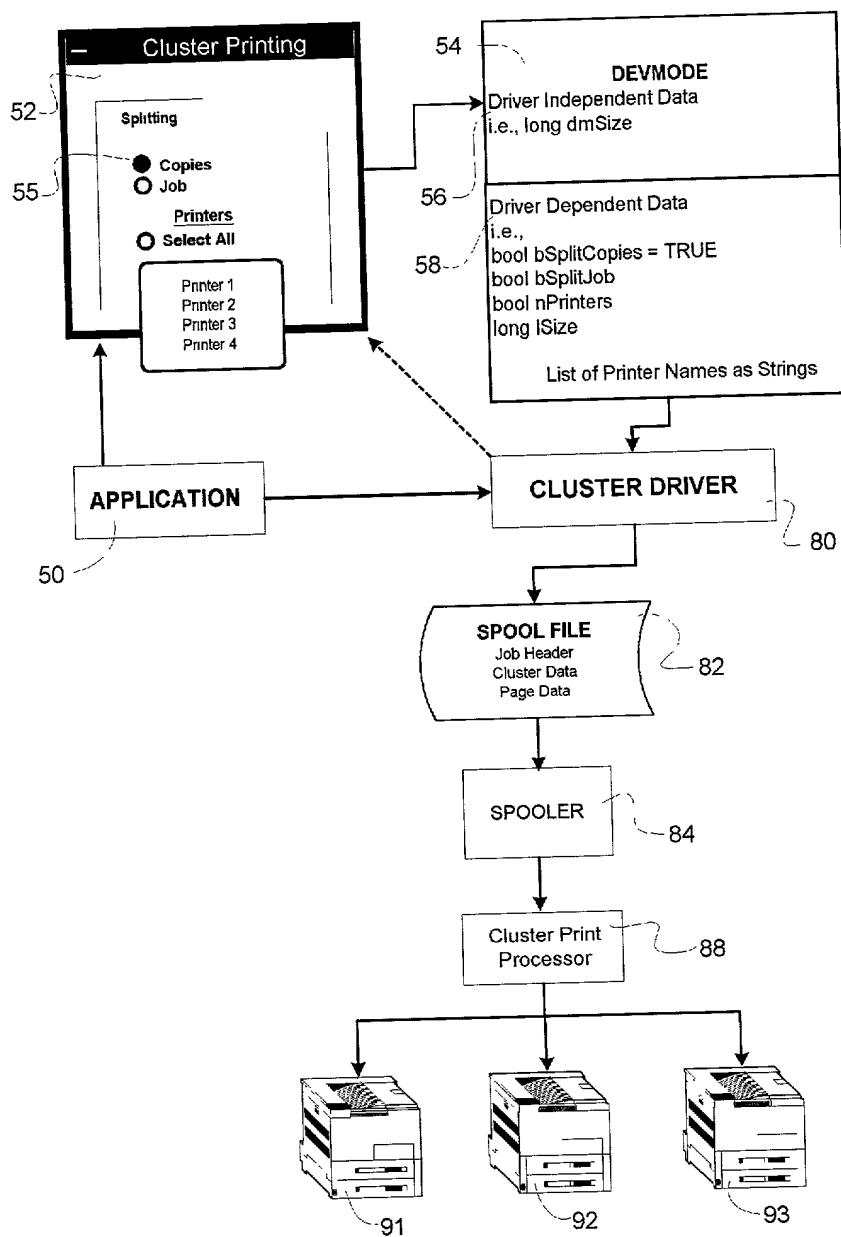 Cluster Printing
52
Splitting
55
Copies
Job
Printers
Select All
Printer 1
Printer 2
Printer 3
Printer 4
54
DEVMODE
Driver Independent Data
i.e., long dmSize
56
Driver Dependent Data
i.e.,
58
bool bSplitCopies = TRUE
bool bSplitJob
bool nPrinters
long lSize
List of Printer Names as Strings
APPLICATION
50
CLUSTER DRIVER
80
SPOOL FILE
Job Header
Cluster Data
Page Data
82
SPOOLER
84
Cluster Print
Processor
88
91
92
93